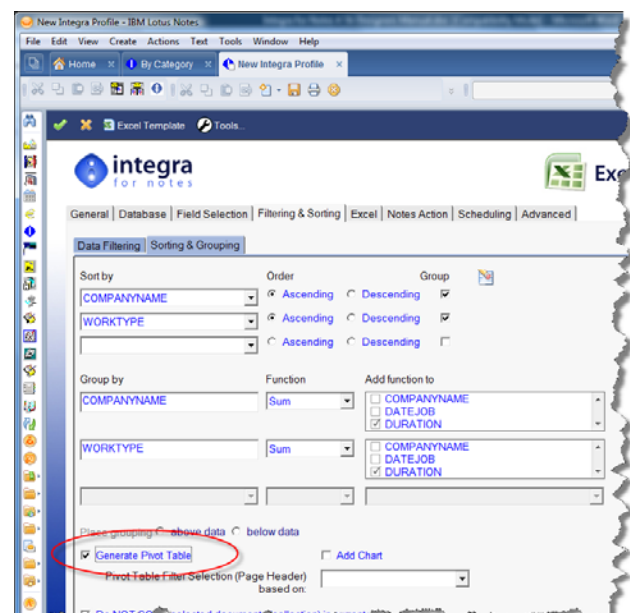 New Integra Profile - IBM Lotus Notes
File Edit View Create Actions Text Tools Window Help
Home By Category New Integra Profile
Excel Template Tools...
integra
for notes
General Database Field Selection Filtering & Sorting Excel Notes Action Scheduling Advanced
Data Filtering Sorting & Grouping
Sort by Order Group
COMPANYNAME Ascending Descending
WORKTYPE Ascending Descending
Ascending Descending
Group by Function Add function to
COMPANYNAME Sum COMPANYNAME
DATEJOB
DURATION
WORKTYPE Sum COMPANYNAME
DATEJOB
DURATION
Place grouping: above data below data
Generate Pivot Table Add Chart
Pivot Table Filter Selection (Page Header)
based on: